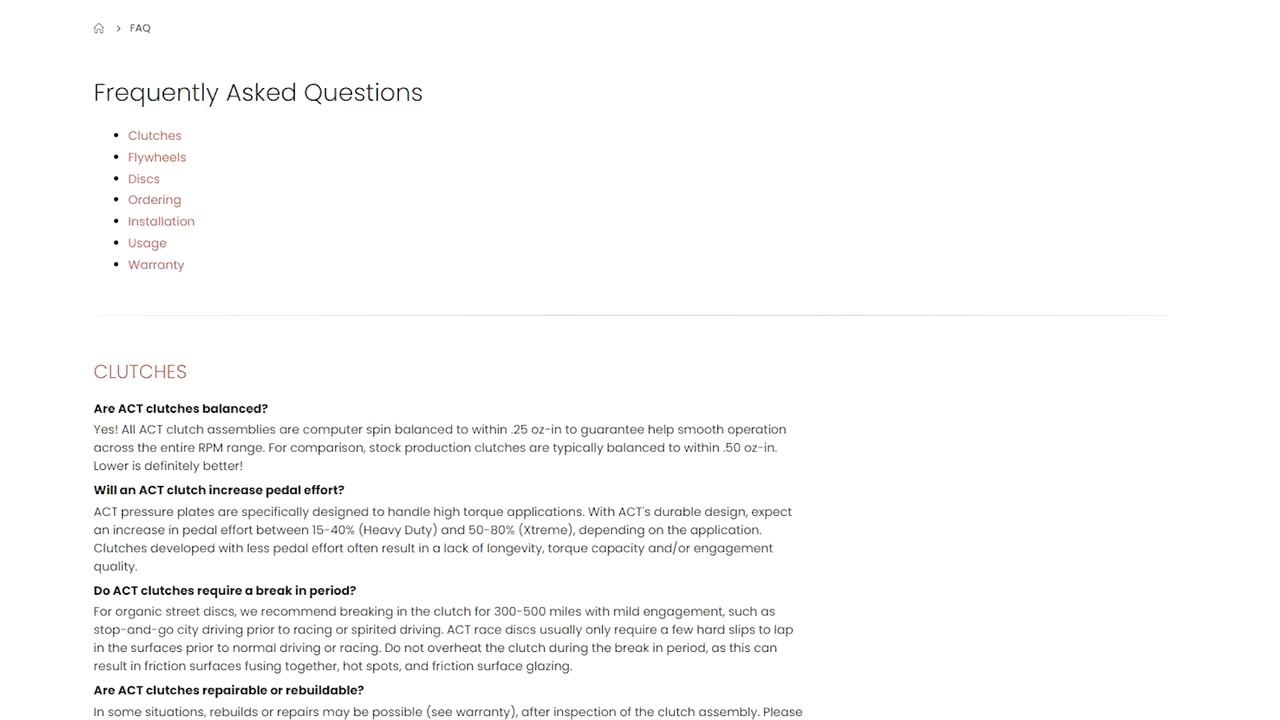 FAQ
Frequently Asked Questions
Clutches
Flywheels
Discs
Ordering
Installation
Usage
Warranty
CLUTCHES
Are ACT clutches balanced?
Yes! All ACT clutch assemblies are computer spin balanced to within .25 oz-in to guarantee help smooth operation
across the entire RPM range. For comparison, stock production clutches are typically balanced to within .50 oz-in.
Lower is definitely better!
Will an ACT clutch increase pedal effort?
ACT pressure plates are specifically designed to handle high torque applications. With ACT's durable design, expect
an increase in pedal effort between 15-40% (Heavy Duty) and 50-80% (Xtreme), depending on the application.
Clutches developed with less pedal effort often result in a lack of longevity, torque capacity and/or engagement
quality.
Do ACT clutches require a break in period?
For organic street discs, we recommend breaking in the clutch for 300-500 miles with mild engagement, such as
stop-and-go city driving prior to racing or spirited driving. ACT race discs usually only require a few hard slips to lap
in the surfaces prior to normal driving or racing. Do not overheat the clutch during the break in period, as this can
result in friction surfaces fusing together, hot spots, and friction surface glazing.
Are ACT clutches repairable or rebuildable?
In some situations, rebuilds or repairs may be possible (see warranty), after inspection of the clutch assembly. Please